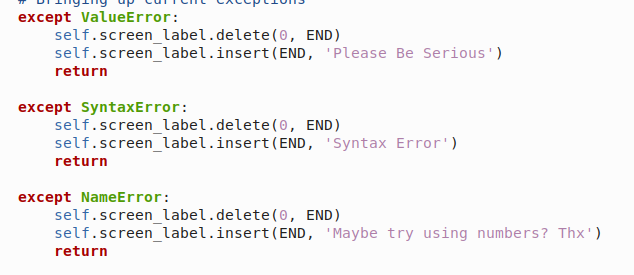 # Bringing up current exceptions
except ValueError:
    self.screen_label.delete(0, END)
    self.screen_label.insert(END, 'Please Be Serious')
    return
except SyntaxError:
    self.screen_label.delete(0, END)
    self.screen_label.insert(END, 'Syntax Error')
    return
except NameError:
    self.screen_label.delete(0, END)
    self.screen_label.insert(END, 'Maybe try using numbers? Thx')
    return